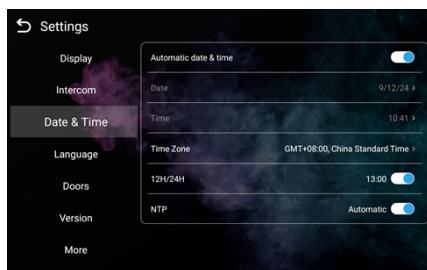 Settings
Display
Intercom
Date & Time
Language
Doors
Version
More
Automatic date & time
Date 9/12/24 >
Time 10:41 >
Time Zone GMT+08:00, China Standard Time >
12H/24H 13:00
NTP Automatic